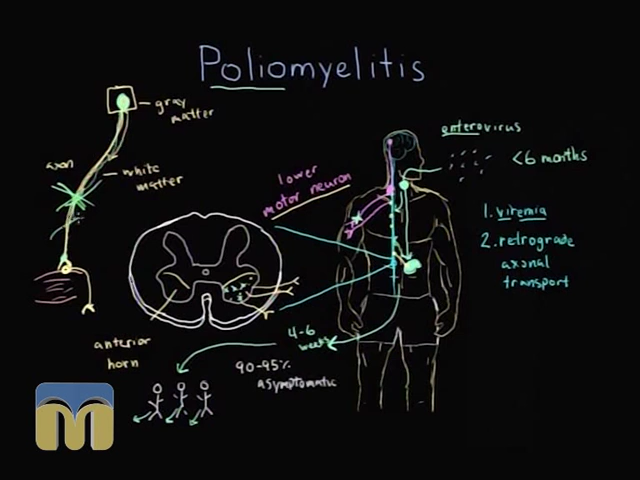 Poliomyelitis
gray
matter
axon
white
matter
lower
motor neuron
enterovirus
<6 months
1. viremia
2. retrograde
axonal
transport
anterior
horn
4-6
weeks
90-95%
asymptomatic
M